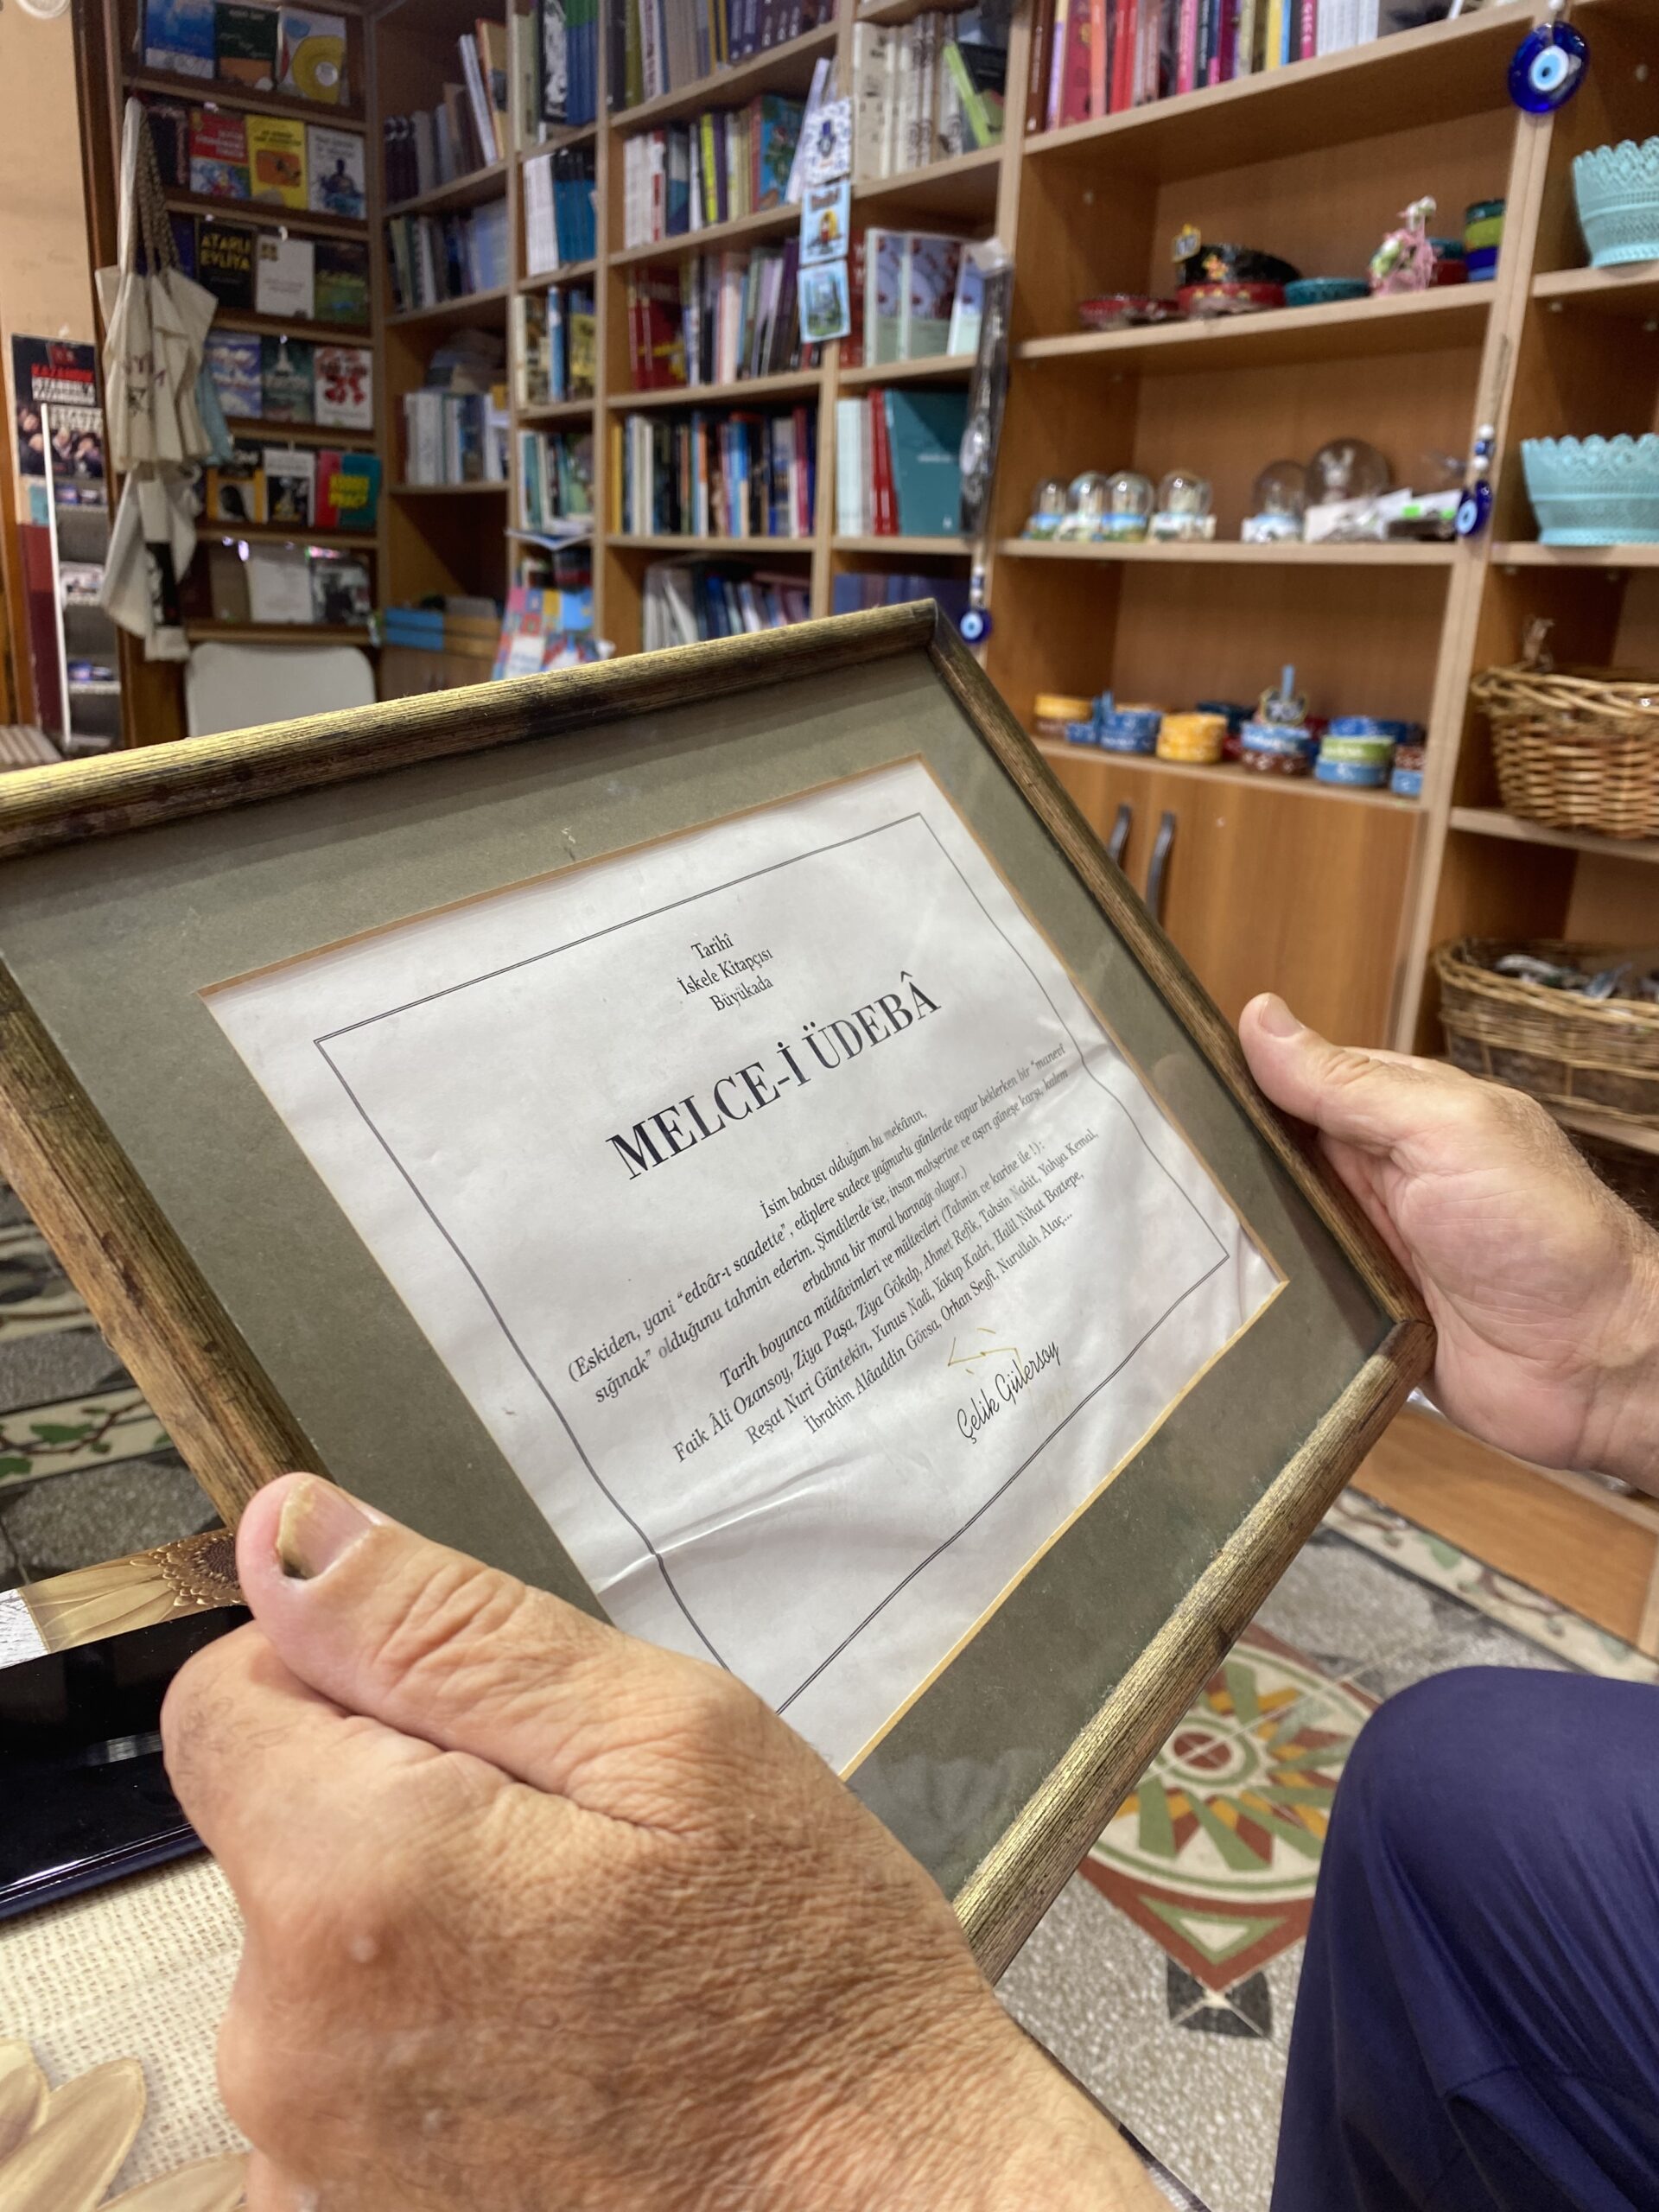 Tarihî
İskele Kitapçısı
Büyükada
MELCE-İ ÜDEBÂ
İsim babası olduğum bu mekânın,
(Eskiden, yani "edvâr-ı saadette", ediplere sadece yağmurlu günlerde vapur beklerken bir "manevî
sığınak" olduğunu tahmin ederim. Şimdilerde ise, insan mahşerine ve aşırı güneşe karşı, kalem
erbabına bir moral barınağı oluyor.)
Tarih boyunca müdâvimleri ve mültecileri (Tahmin ve karine ile !):
Faik Âli Ozansoy, Ziya Paşa, Ziya Gökalp, Ahmet Refik, Tahsin Nahit, Yahya Kemal,
Reşat Nuri Güntekin, Yunus Nadi, Yakup Kadri, Halil Nihat Boztepe,
İbrahim Alâaddin Gövsa, Orhan Seyfi, Nurullah Ataç...
Çelik Gülersoy
ATARLI
EVLİYA